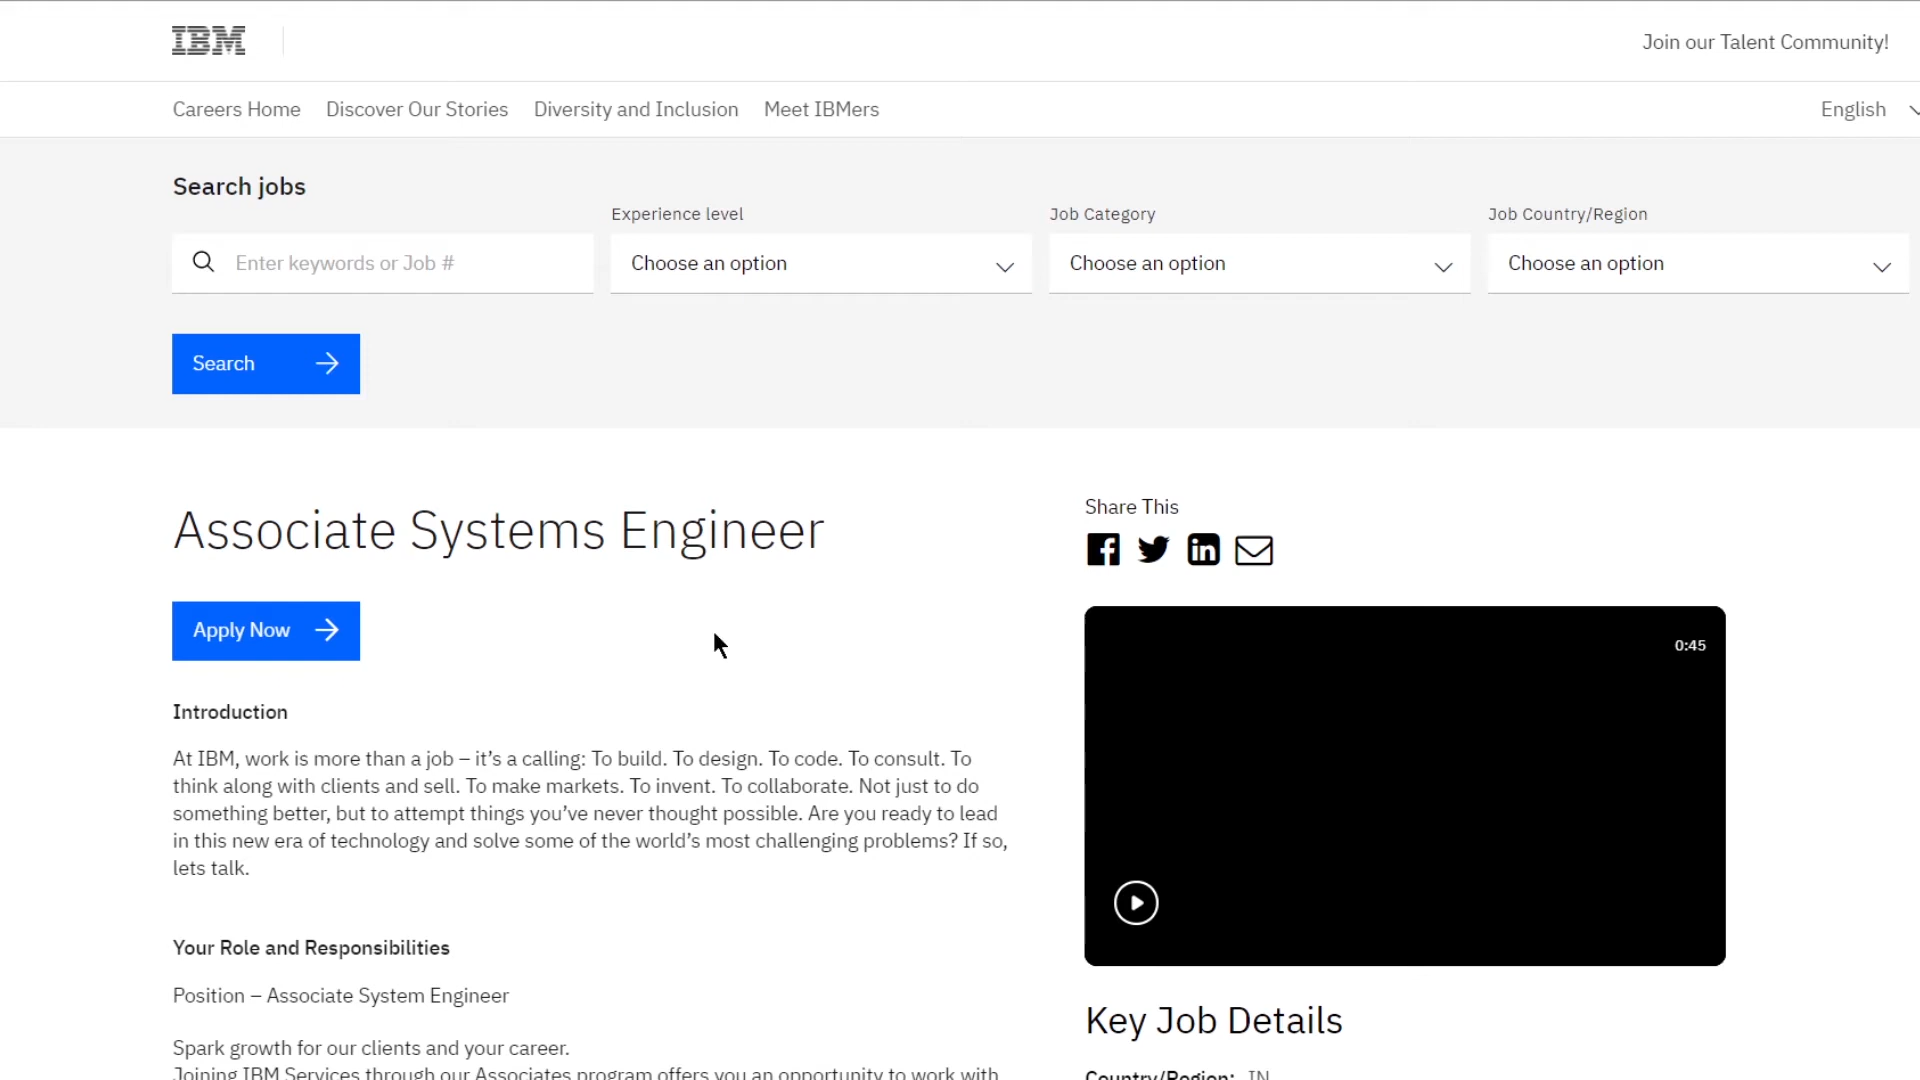 IBM
Join our Talent Community!
Careers Home Discover Our Stories Diversity and Inclusion Meet IBMers
English
Search jobs
Experience level
Job Category
Job Country/Region
Enter keywords or Job #
Choose an option
Choose an option
Choose an option
Search
Associate Systems Engineer
Apply Now
Introduction
At IBM, work is more than a job – it’s a calling: To build. To design. To code. To consult. To
think along with clients and sell. To make markets. To invent. To collaborate. Not just to do
something better, but to attempt things you’ve never thought possible. Are you ready to lead
in this new era of technology and solve some of the world’s most challenging problems? If so,
lets talk.
Your Role and Responsibilities
Position – Associate System Engineer
Spark growth for our clients and your career.
Joining IBM Services through our Associates program offers you an opportunity to work with
Share This
0:45
Key Job Details
Country/Region: IN